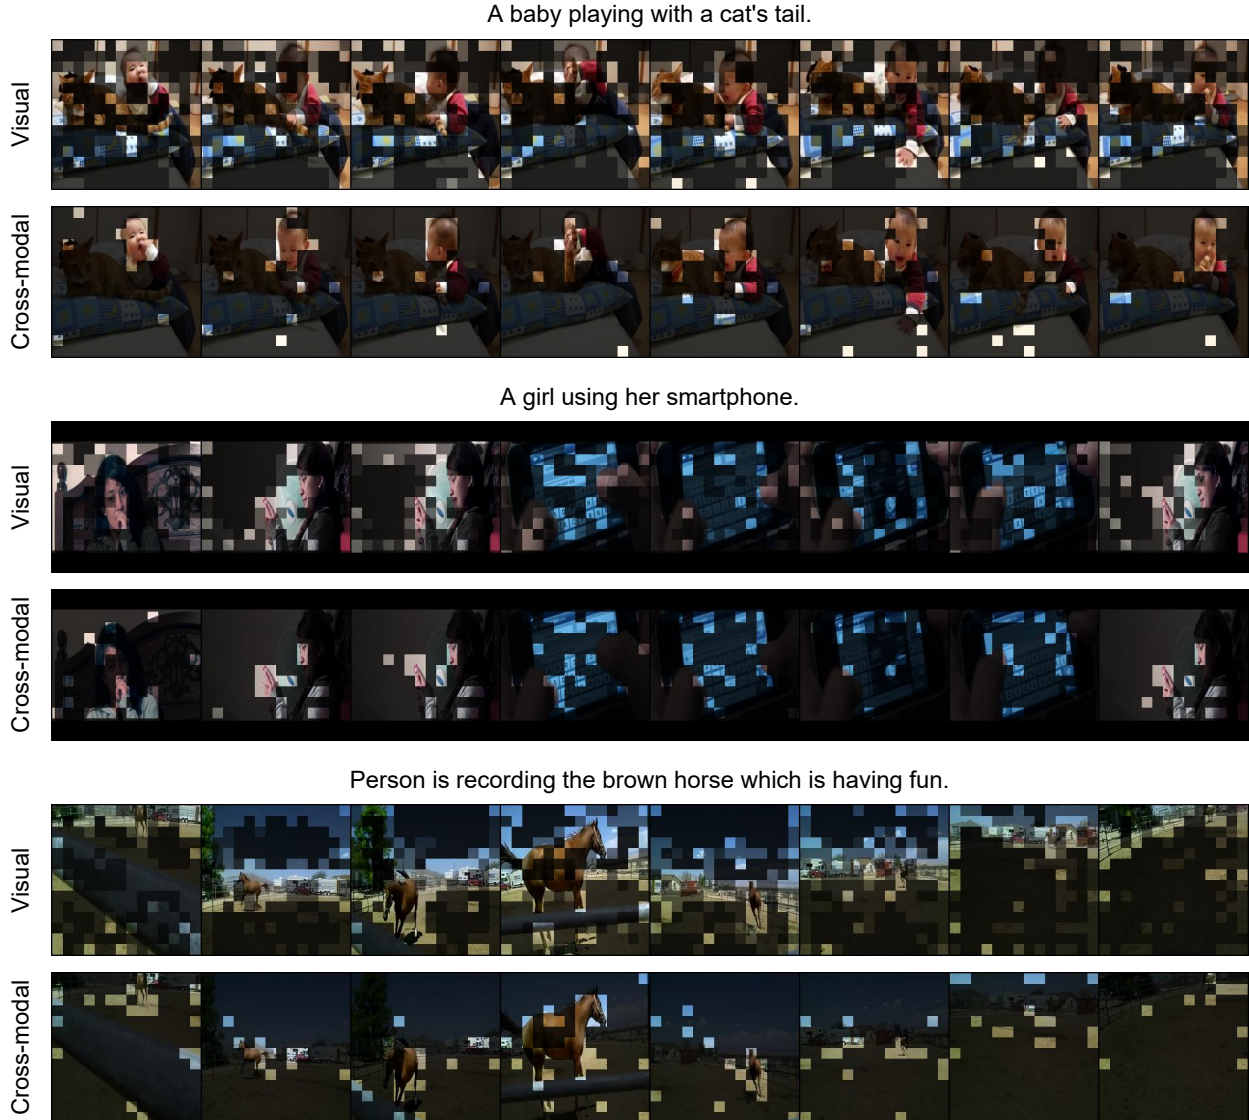 A baby playing with a cat's tail.
Visual
Cross-modal
A girl using her smartphone.
Visual
Cross-modal
Person is recording the brown horse which is having fun.
Visual
Cross-modal